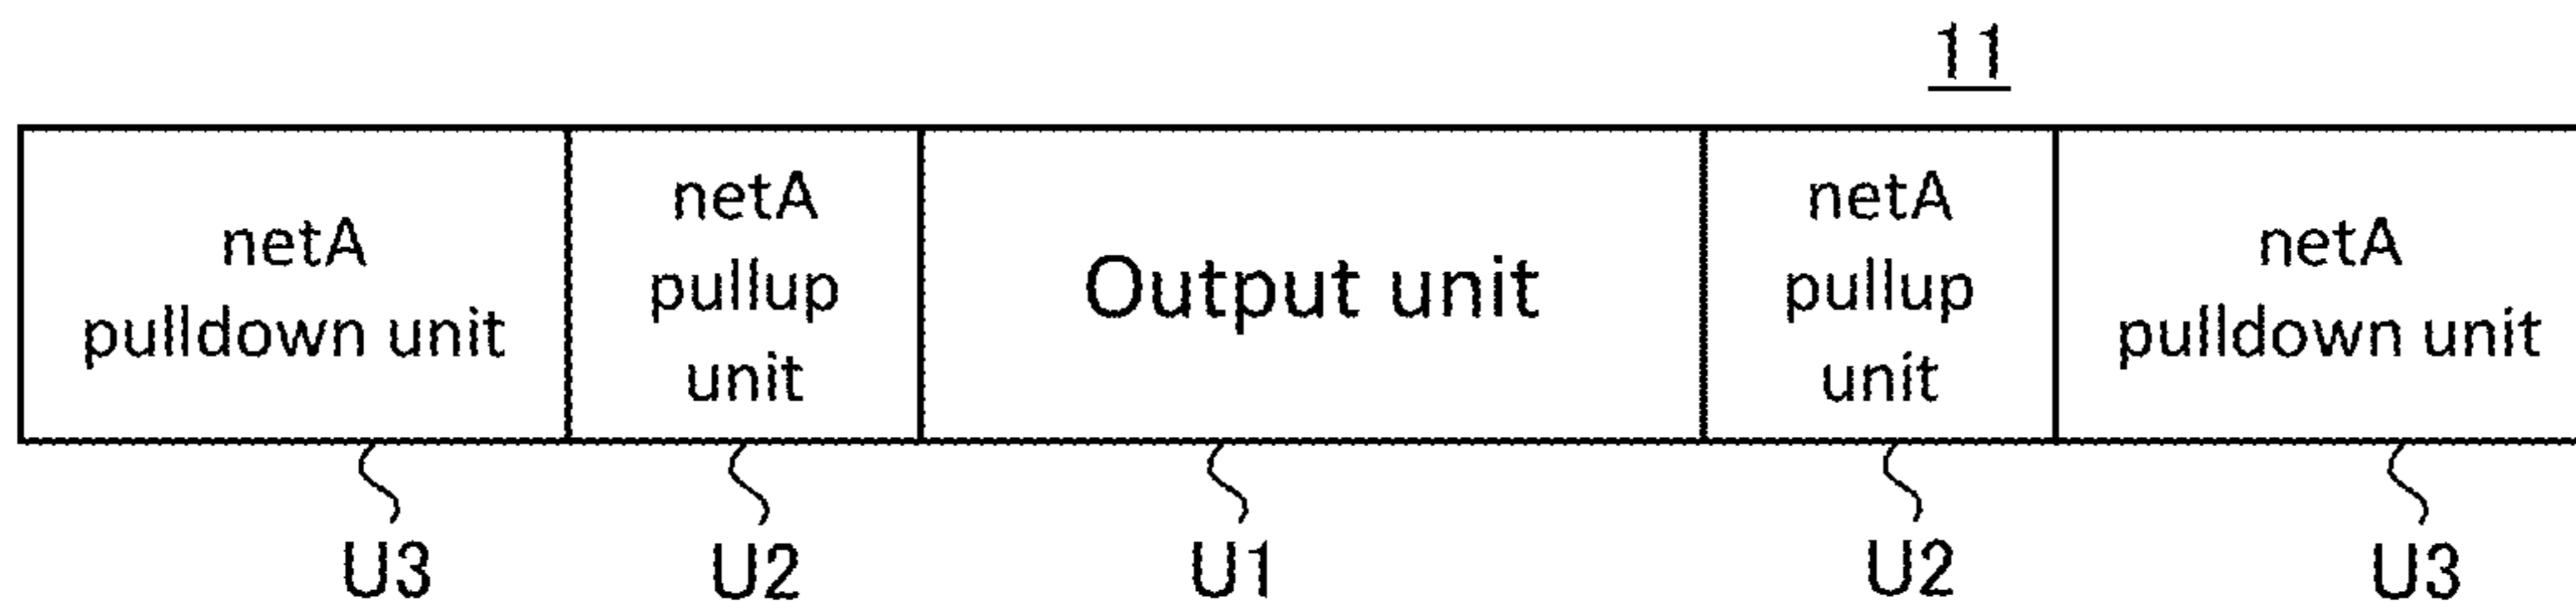 11
netA
pulldown unit
netA
pullup
unit
Output unit
netA
pullup
unit
netA
pulldown unit
U3
U2
U1
U2
U3